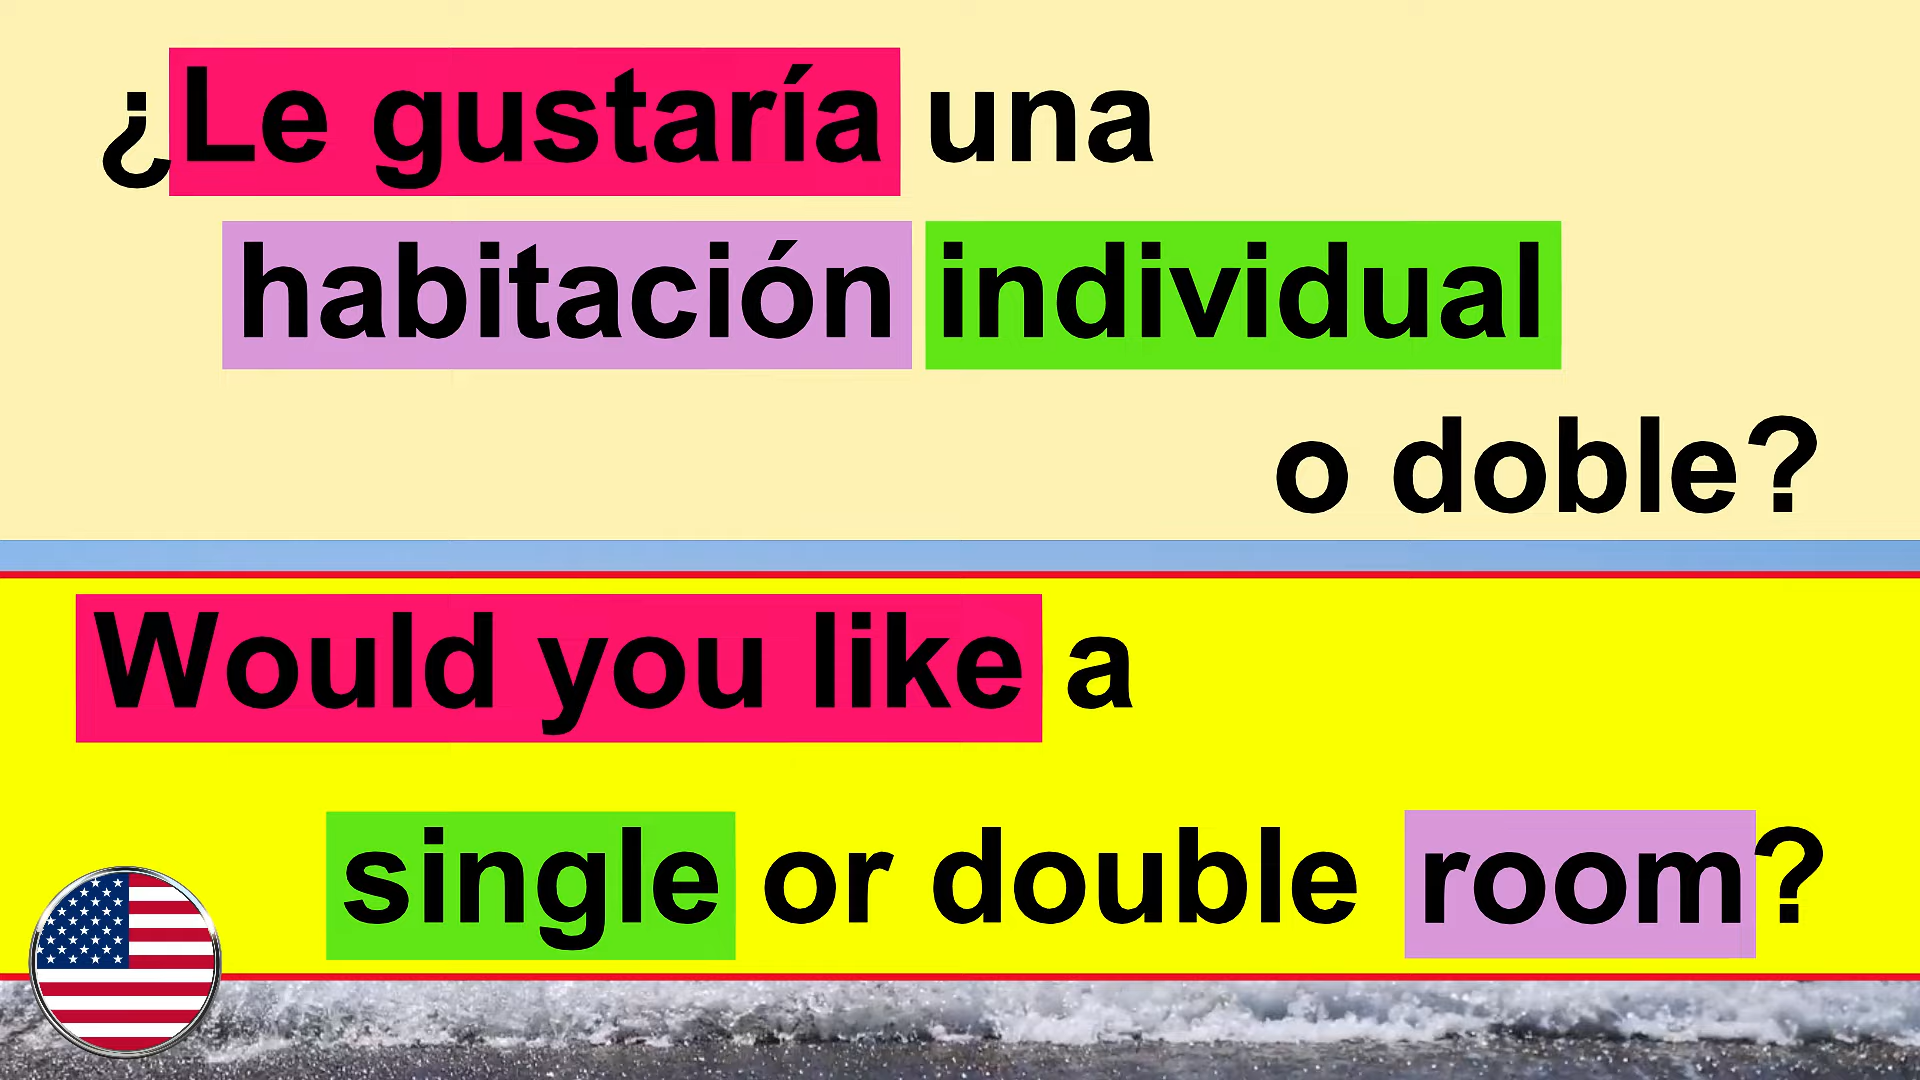 ¿Le gustaría una
habitación individual
o doble?
Would you like a
single or double room?